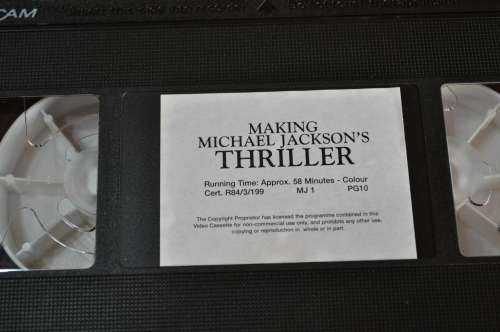 CAM
MAKING
MICHAEL JACKSON'S
THRILLER
Running Time: Approx. 58 Minutes - Colour
Cert. R84/3/199 MJ 1 PG10
The Copyright Proprietor has licensed the programme contained in this
Video Cassette for non-commercial use only, and prohibits any other use,
copying or reproduction in whole or in part.